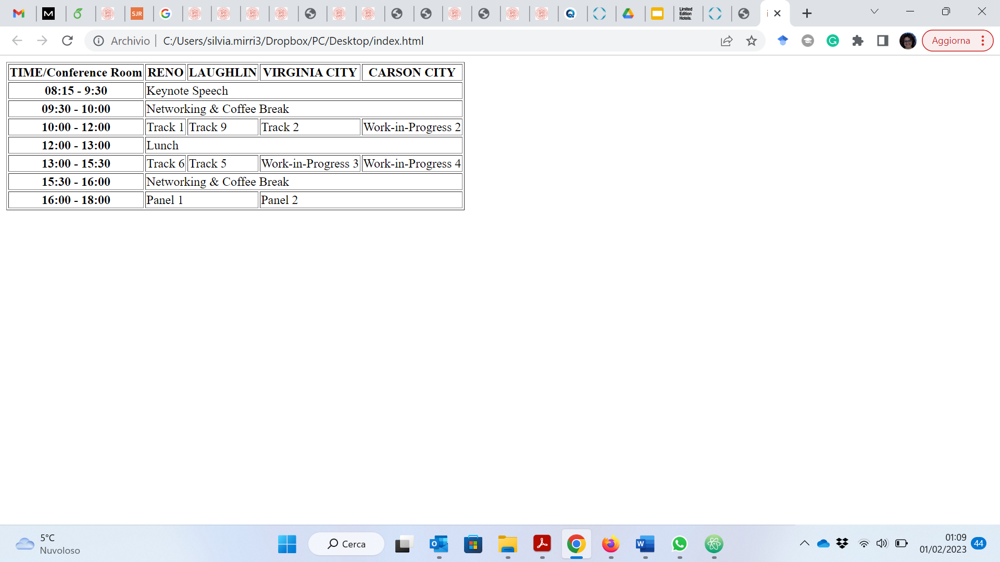 SJR
Limited
Edition
Hotels.
Archivio
C:/Users/silvia.mirri3/Dropbox/PC/Desktop/index.html
Aggiorna
TIME/Conference Room RENO LAUGHLIN VIRGINIA CITY CARSON CITY
08:15 - 9:30 Keynote Speech
09:30 - 10:00 Networking & Coffee Break
10:00 - 12:00 Track 1 Track 9 Track 2 Work-in-Progress 2
12:00 - 13:00 Lunch
13:00 - 15:30 Track 6 Track 5 Work-in-Progress 3 Work-in-Progress 4
15:30 - 16:00 Networking & Coffee Break
16:00 - 18:00 Panel 1 Panel 2
5°C
Nuvoloso
Cerca
01:09
01/02/2023
44